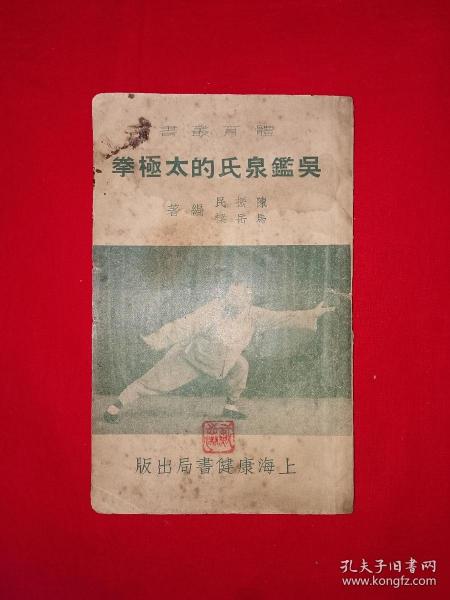 體育叢書
吳鑑泉氏的太極拳
陳振民
馬岳樑
編著
上海康健書局出版
孔夫子旧书网
www.kongfz.com